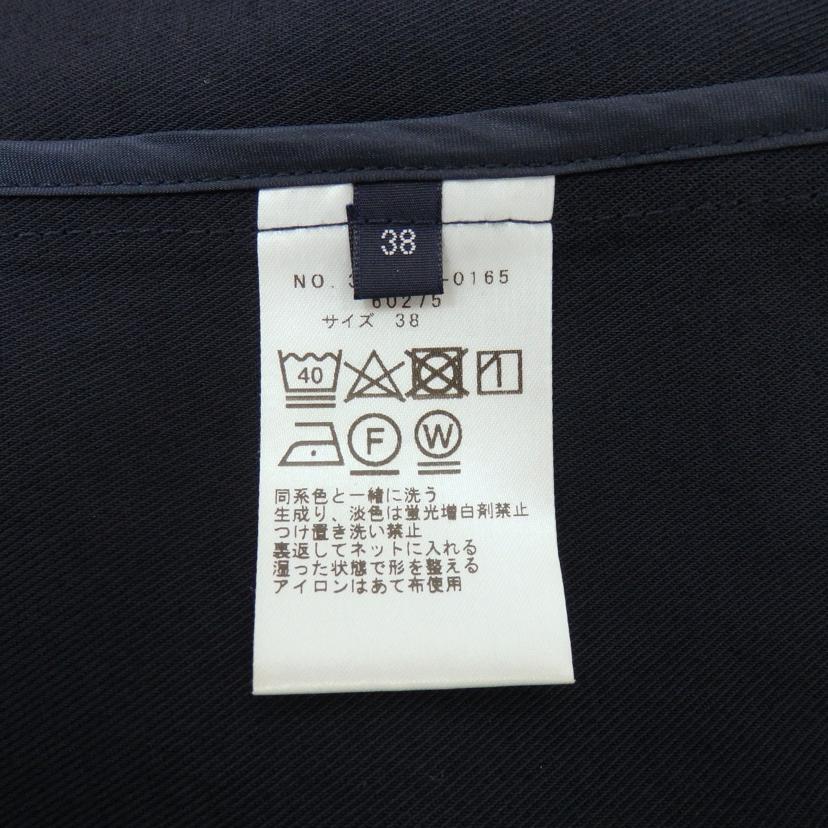 38
NO. 3 -0165
60275
サイズ 38
40
F
W
同系色と一緒に洗う
生成り、淡色は蛍光増白剤禁止
つけ置き洗い禁止
裏返してネットに入れる
湿った状態で形を整える
アイロンはあて布使用